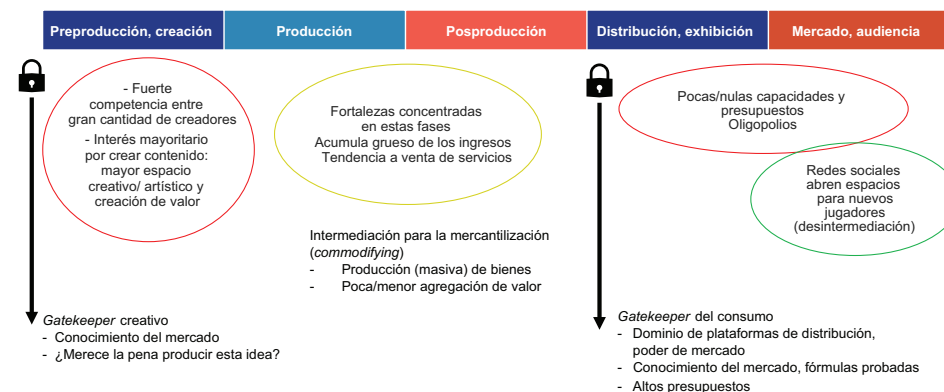 Preproducción, creación
Producción
Posproducción
Distribución, exhibición
Mercado, audiencia
- Fuerte
competencia entre
gran cantidad de creadores
- Interés mayoritario
por crear contenido:
mayor espacio
creativo/ artístico y
creación de valor
Fortalezas concentradas
en estas fases
Acumula grueso de los ingresos
Tendencia a venta de servicios
Pocas/nulas capacidades y
presupuestos
Oligopolios
Redes sociales
abren espacios
para nuevos
jugadores
(desintermediación)
Intermediación para la mercantilización
(commodifying)
- Producción (masiva) de bienes
- Poca/menor agregación de valor
Gatekeeper creativo
- Conocimiento del mercado
- ¿Merece la pena producir esta idea?
Gatekeeper del consumo
- Dominio de plataformas de distribución,
poder de mercado
- Conocimiento del mercado, fórmulas probadas
- Altos presupuestos